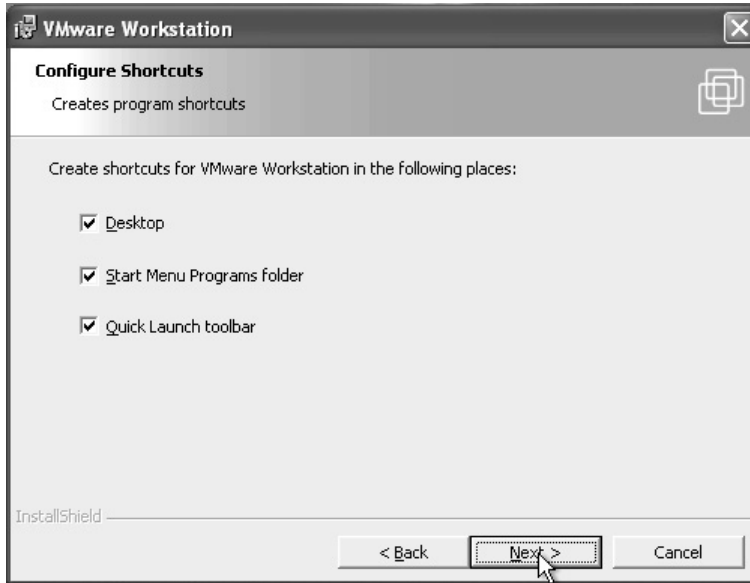 VMware Workstation
Configure Shortcuts
Creates program shortcuts
Create shortcuts for VMware Workstation in the following places:
Desktop
Start Menu Programs folder
Quick Launch toolbar
InstallShield
< Back Next > Cancel